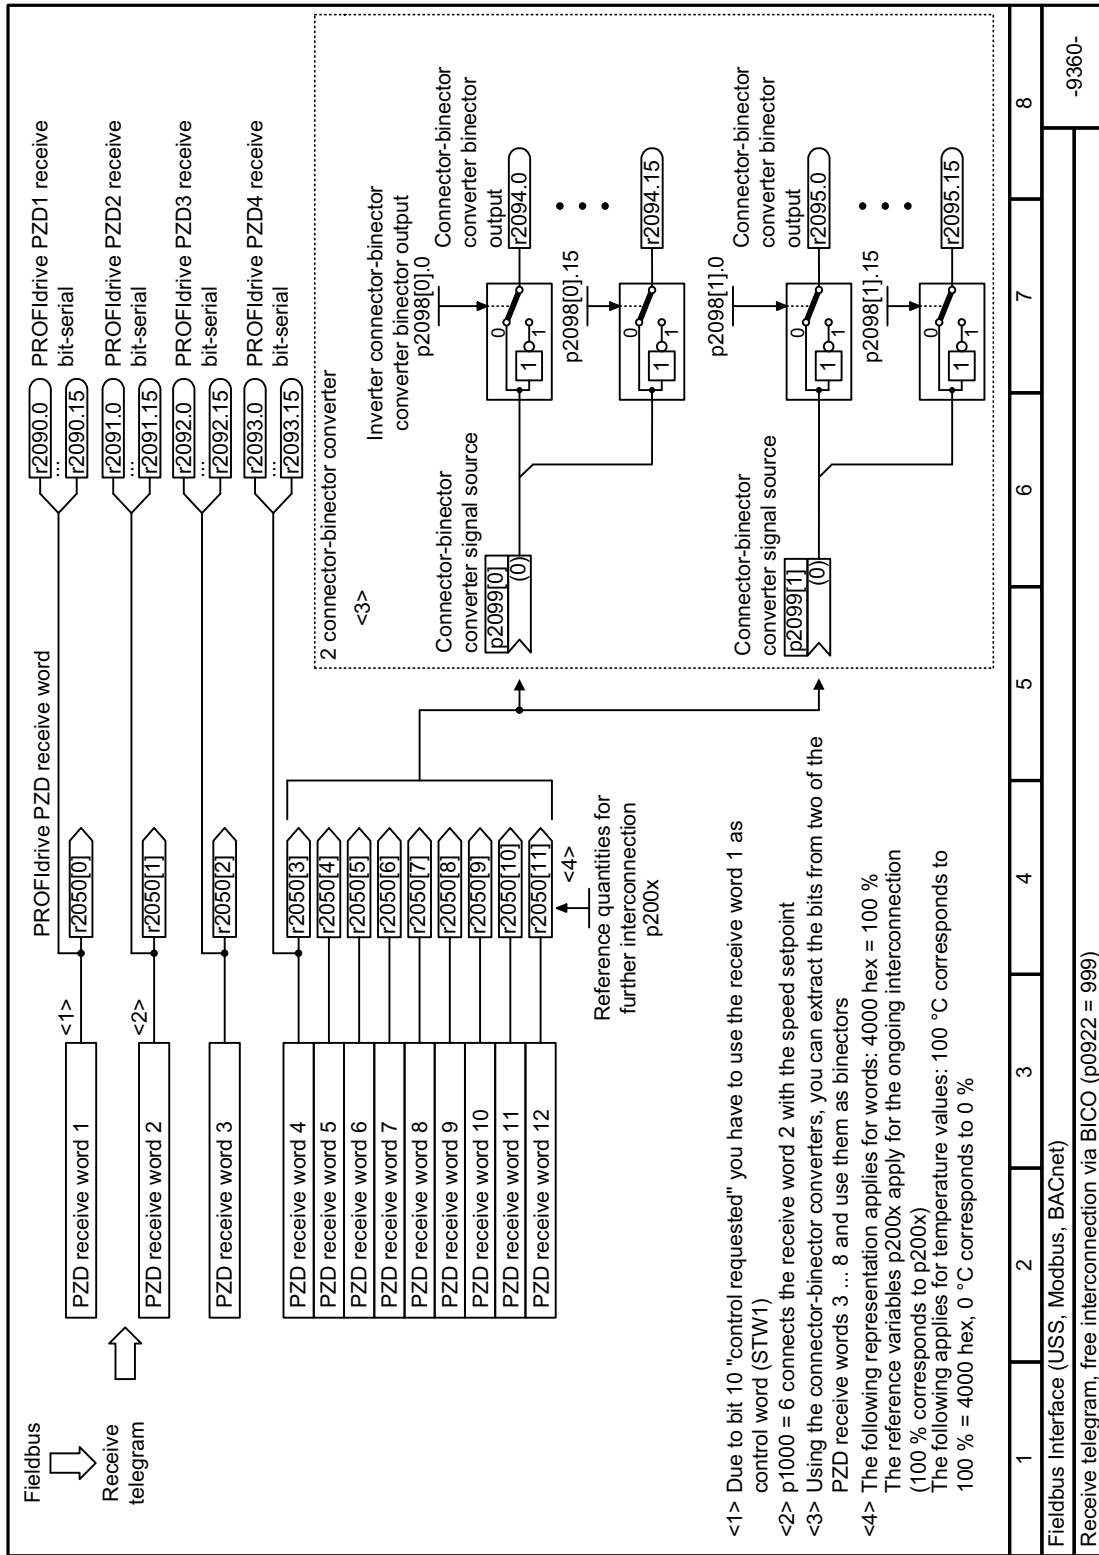 Fieldbus
Receive
telegram
PZD receive word 1
PZD receive word 2
PZD receive word 3
PZD receive word 4
PZD receive word 5
PZD receive word 6
PZD receive word 7
PZD receive word 8
PZD receive word 9
PZD receive word 10
PZD receive word 11
PZD receive word 12
<1>
<2>
PROFIdrive PZD receive word
r2050[0]
r2050[1]
r2050[2]
r2050[3]
r2050[4]
r2050[5]
r2050[6]
r2050[7]
r2050[8]
r2050[9]
r2050[10]
r2050[11]
<4>
Reference quantities for
further interconnection
p200x
r2090.0
...
r2090.15
PROFIdrive PZD1 receive
bit-serial
r2091.0
...
r2091.15
PROFIdrive PZD2 receive
bit-serial
r2092.0
...
r2092.15
PROFIdrive PZD3 receive
bit-serial
r2093.0
...
r2093.15
PROFIdrive PZD4 receive
bit-serial
2 connector-binector converter
<3>
Connector-binector
converter signal source
p2099[0]
(0)
Inverter connector-binector
converter binector output
p2098[0].0
0
1
1
Connector-binector
converter binector
output
r2094.0
p2098[0].15
0
1
1
r2094.15
Connector-binector
converter signal source
p2099[1]
(0)
p2098[1].0
0
1
1
Connector-binector
converter binector
output
r2095.0
p2098[1].15
0
1
1
r2095.15
<1> Due to bit 10 "control requested" you have to use the receive word 1 as
control word (STW1)
<2> p1000 = 6 connects the receive word 2 with the speed setpoint
<3> Using the connector-binector converters, you can extract the bits from two of the
PZD receive words 3 ... 8 and use them as binectors
<4> The following representation applies for words: 4000 hex = 100 %
The reference variables p200x apply for the ongoing interconnection
(100 % corresponds to p200x)
The following applies for temperature values: 100 °C corresponds to
100 % = 4000 hex, 0 °C corresponds to 0 %
1 2 3 4 5 6 7 8
Fieldbus Interface (USS, Modbus, BACnet)
Receive telegram, free interconnection via BICO (p0922 = 999)
-9360-